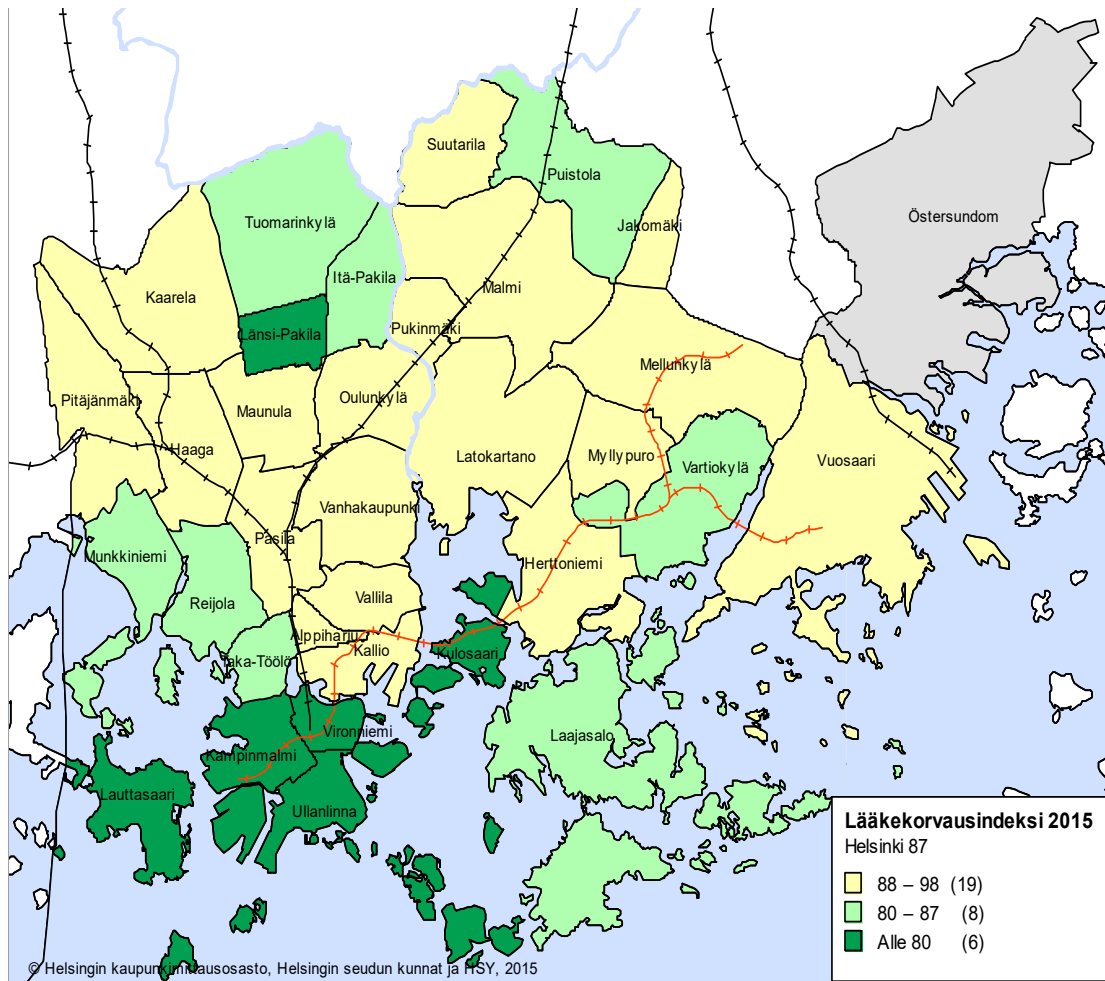 Suutarila
Puistola
Östersundom
Tuomarinkylä
Jakomäki
Itä-Pakila
Kaarela
Malmi
Pukinmäki
Länsi-Pakila
Mellunkylä
Pitäjänmäki
Maunula
Oulunkylä
Haaga
Latokartano
Myllypuro
Vartiokylä
Vuosaari
Vanhakaupunki
Pasila
Munkkiniemi
Herttoniemi
Reijola
Vallila
Alppiharju
Kallio
Kulosaari
Taka-Töölö
Vironniemi
Laajasalo
Kampinmalmi
Lauttasaari
Ullanlinna
Lääkekorvausindeksi 2015
Helsinki 87
88 – 98 (19)
80 – 87 (8)
Alle 80 (6)
© Helsingin kaupunkimittausosasto, Helsingin seudun kunnat ja HSY, 2015